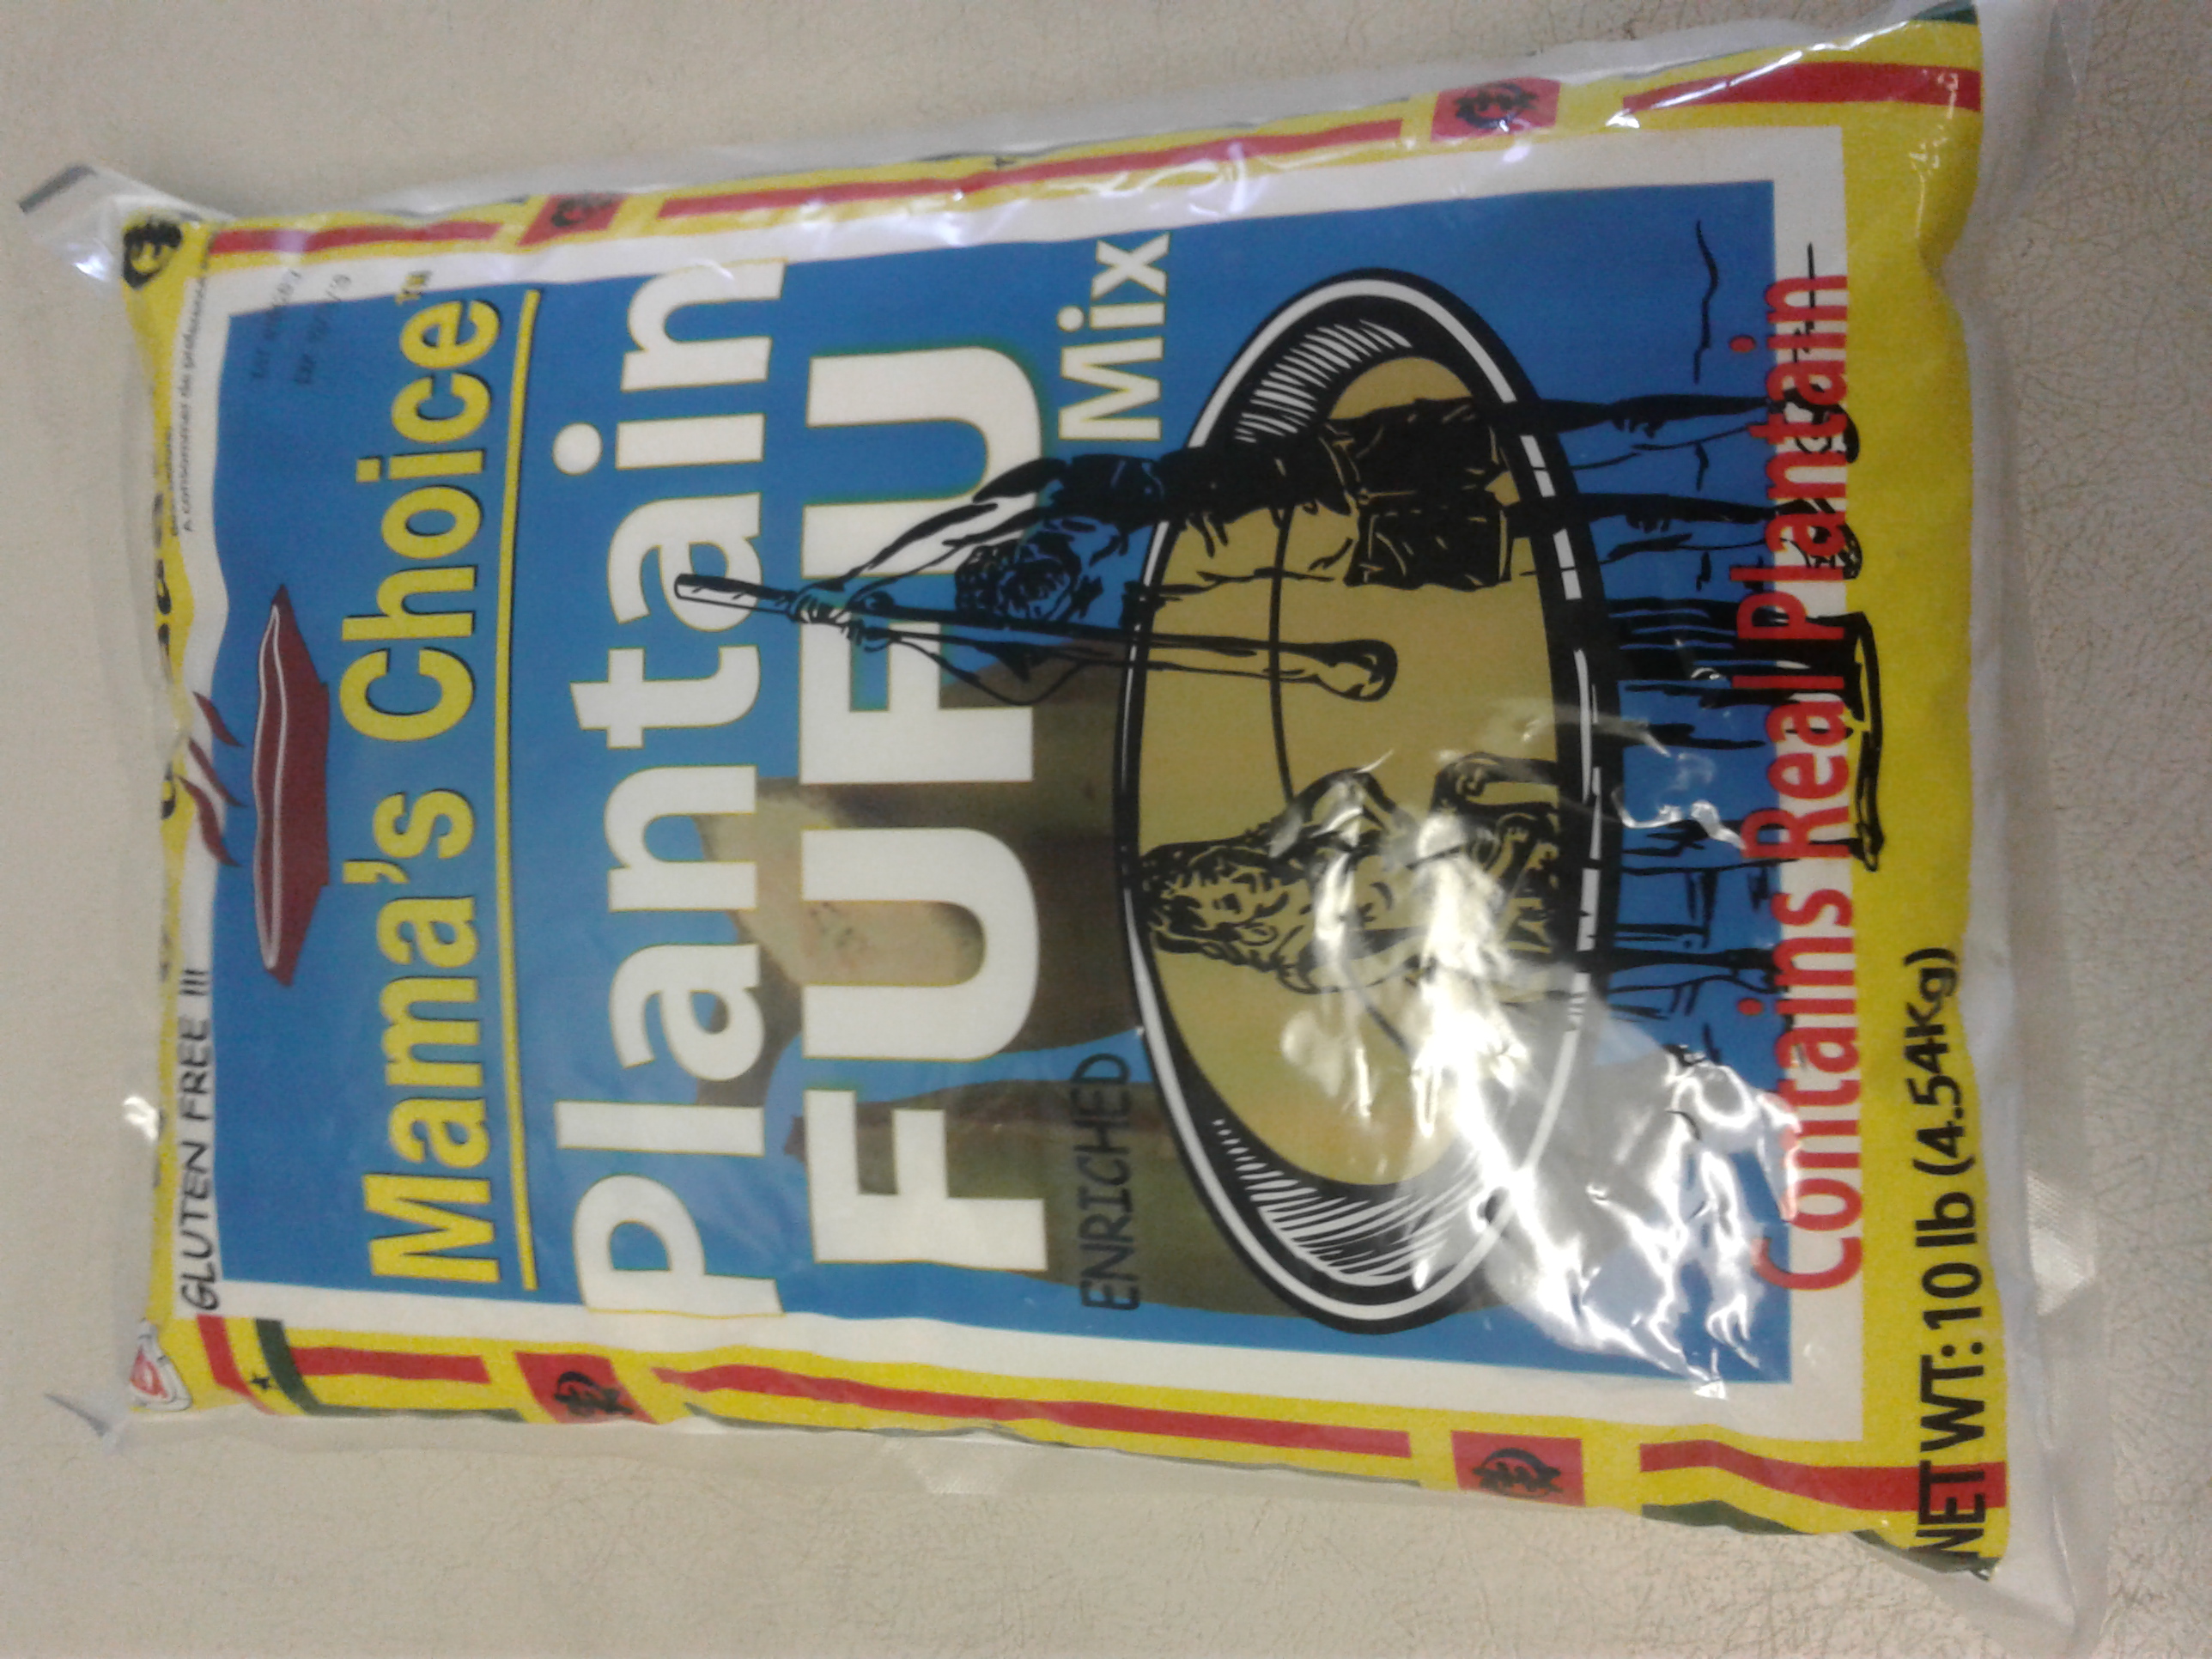 GLUTEN FREE !!!
A consommer de preference
Mama's Choice™
Plantain
FUFU
ENRICHED
Mix
Contains Real Plantain
NET WT: 10 lb (4.54Kg)